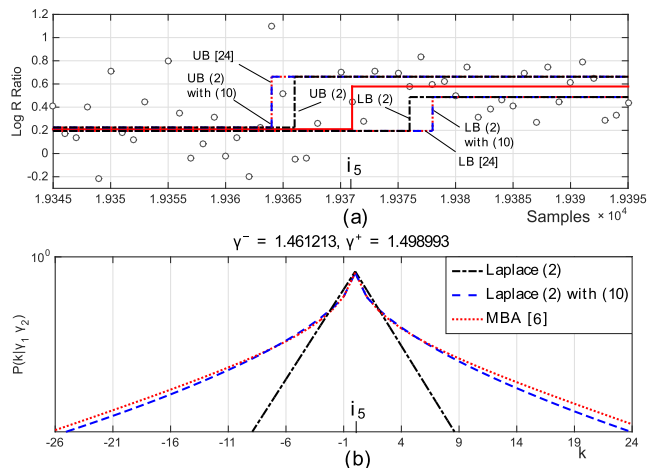 1.2
1
0.8
0.6
0.4
0.2
0
-0.2
Log R Ratio
UB [24]
UB (2)
with (10)
UB (2)
LB (2)
LB (2)
with (10)
LB [24]
i5
1.9345
1.935
1.9355
1.936
1.9365
1.937
1.9375
1.938
1.9385
1.939
1.9395
(a)
Samples × 10^4
γ− = 1.461213, γ+ = 1.498993
10^0
P(k|γ1 γ2)
Laplace (2)
Laplace (2) with (10)
MBA [6]
i5
-26 -21 -16 -11 -6 -1 4 9 14 19 24
(b)
k